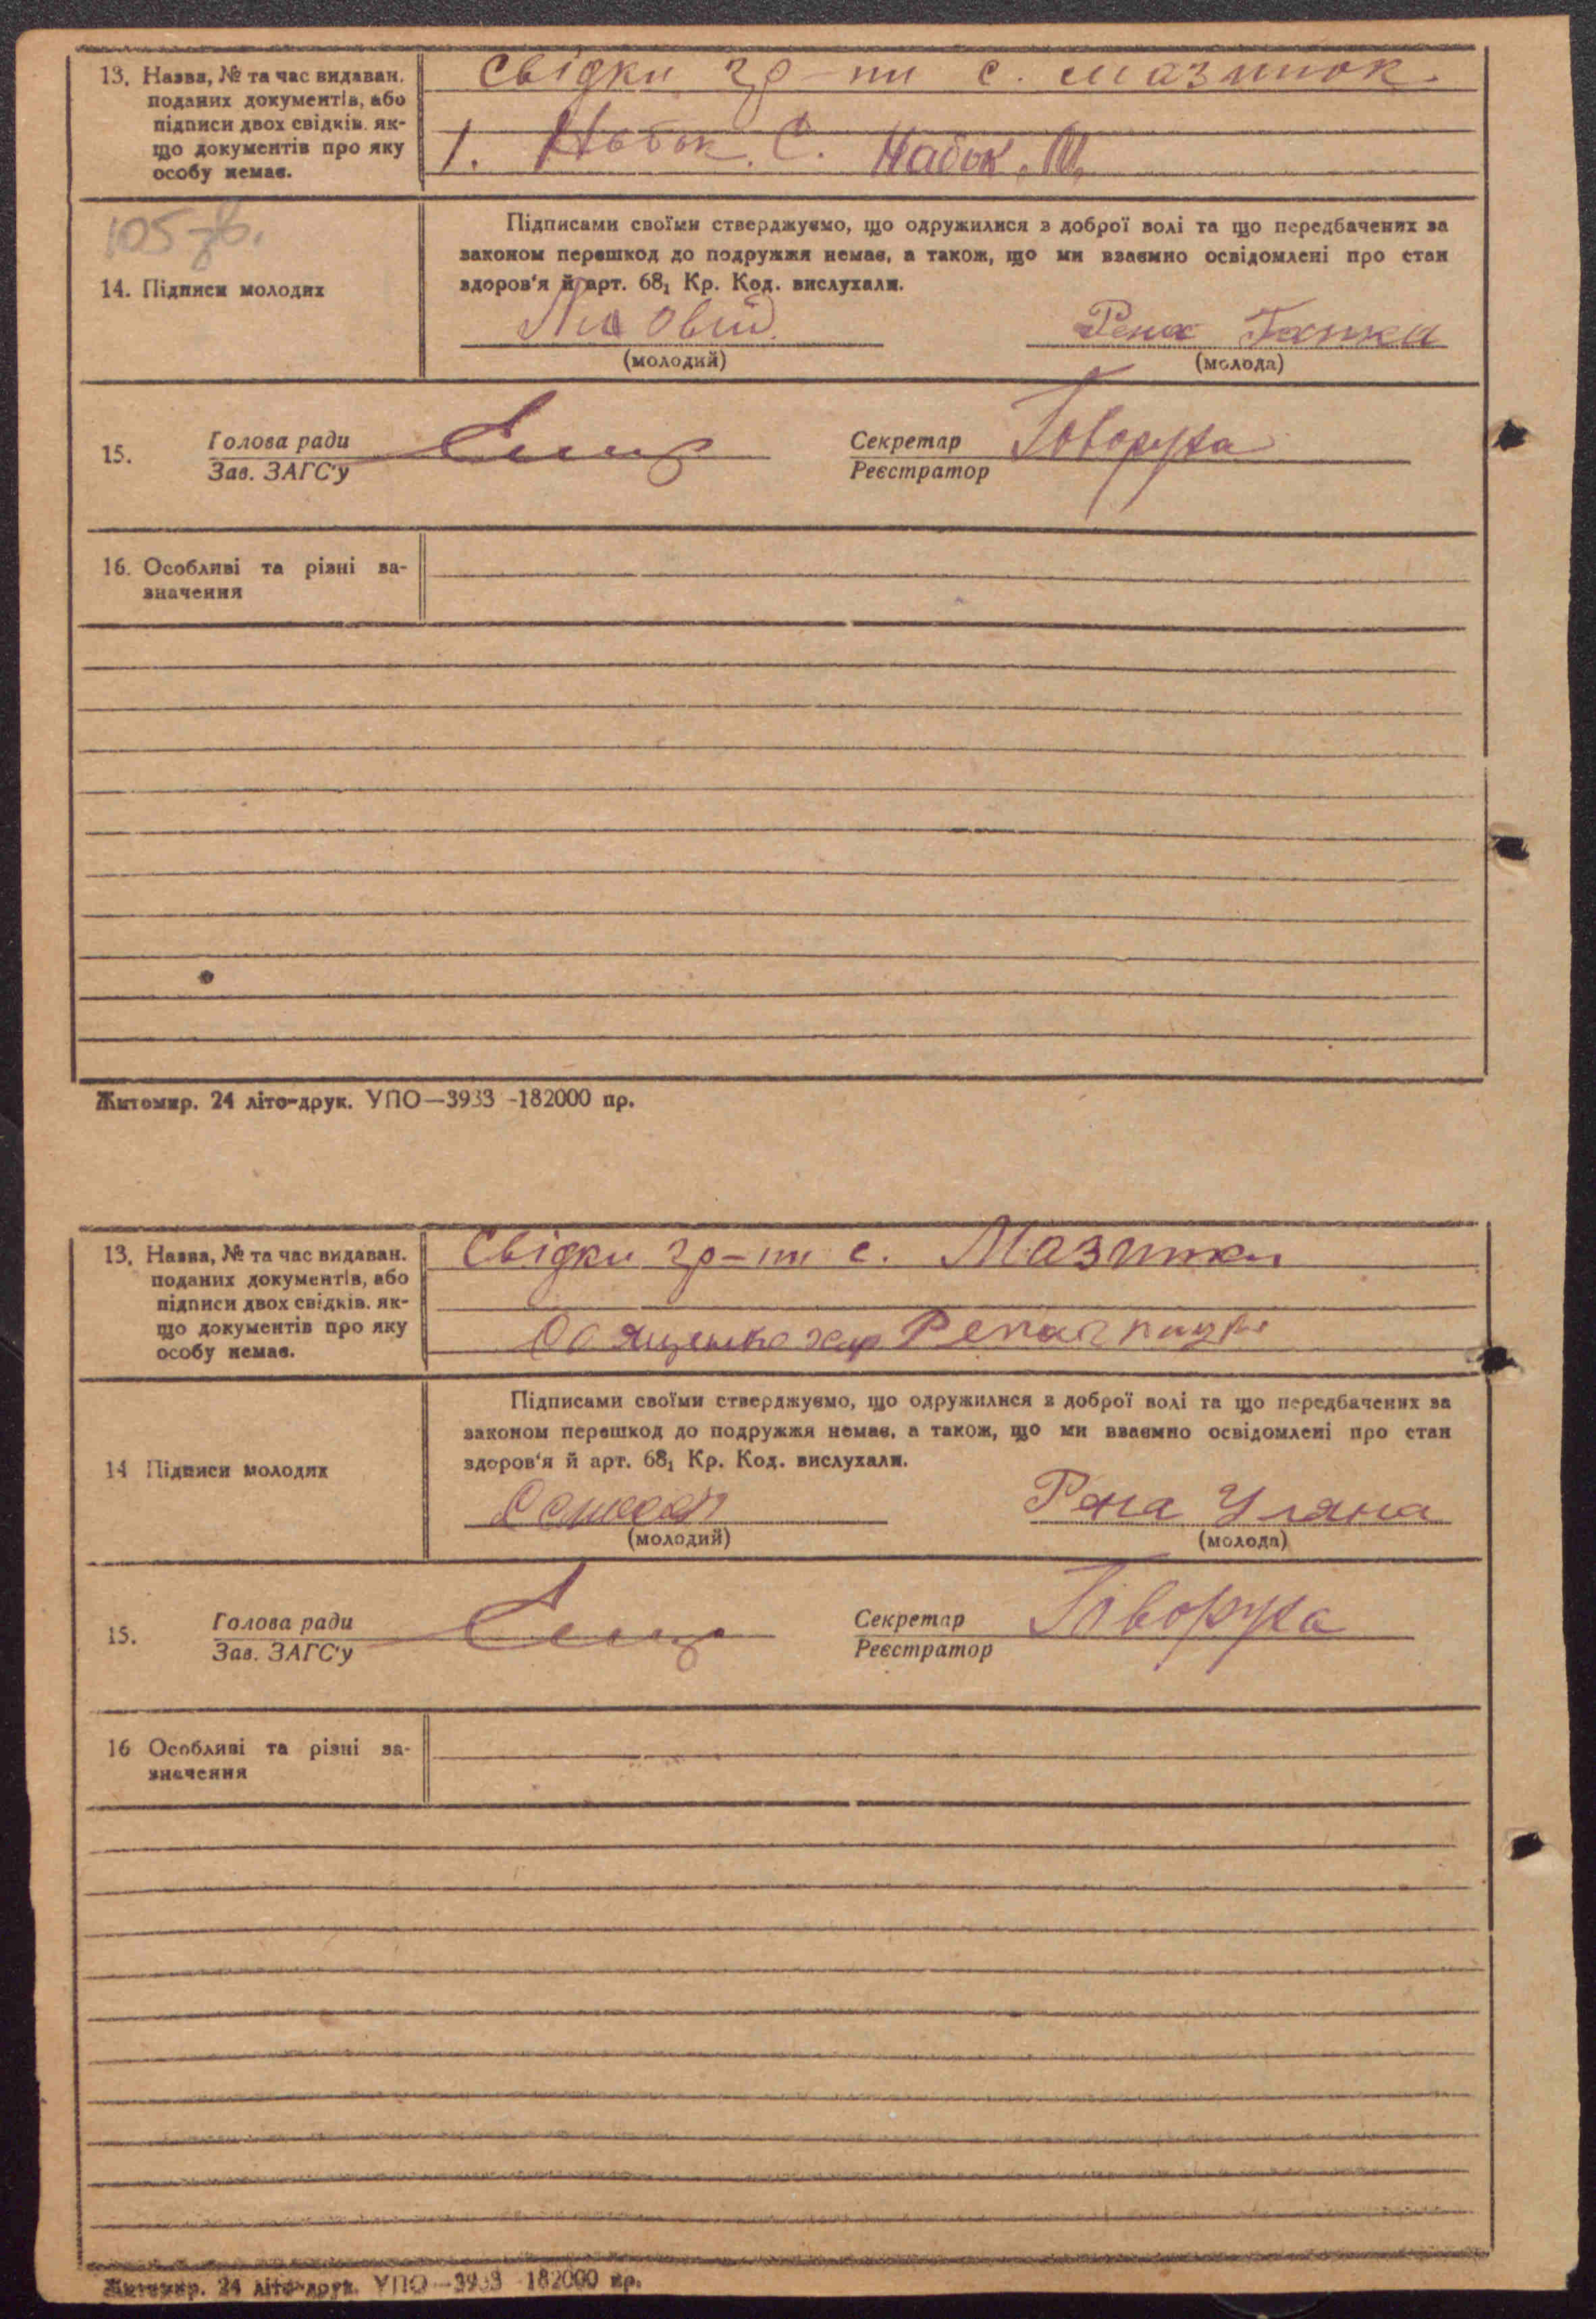 13. Назва, № та час видаван.
поданих документів, або
підписи двох свідків. як-
що документів про яку
особу немає.
Свідки гр-ни с. Мазинок.
1. Набок. С. Набок. М.
105-зв.
14. Підписи молодих
Підписами своїми стверджуємо, що одружилися з доброї волі та що передбачених за
законом перешкод до подружжя немає, а також, що ми взаємно освідомлені про стан
здоров'я й арт. 68₁ Кр. Код. вислухали.
Репа Ганка
(молодий) (молода)
15. Голова ради Секретар Говоруха
Зав. ЗАГС'у Реєстратор
16. Особливі та різні за-
значення
Житомир. 24 літо-друк. УПО—3933 -182000 пр.
13. Назва, № та час видаван.
поданих документів, або
підписи двох свідків. як-
що документів про яку
особу немає.
Свідки гр-ни с. Мазинки
Репа
14 Підписи молодих
Підписами своїми стверджуємо, що одружилися з доброї волі та що передбачених за
законом перешкод до подружжя немає, а також, що ми взаємно освідомлені про стан
здоров'я й арт. 68₁ Кр. Код. вислухали.
Репа Уляна
(молодий) (молода)
15. Голова ради Секретар Говоруха
Зав. ЗАГС'у Реєстратор
16 Особливі та різні за-
значення
Житомир. 24 літо-друк. УПО—3933 -182000 пр.